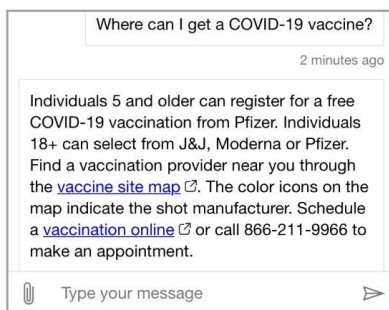 Where can I get a COVID-19 vaccine?
2 minutes ago
Individuals 5 and older can register for a free
COVID-19 vaccination from Pfizer. Individuals
18+ can select from J&J, Moderna or Pfizer.
Find a vaccination provider near you through
the vaccine site map. The color icons on the
map indicate the shot manufacturer. Schedule
a vaccination online or call 866-211-9966 to
make an appointment.
Type your message